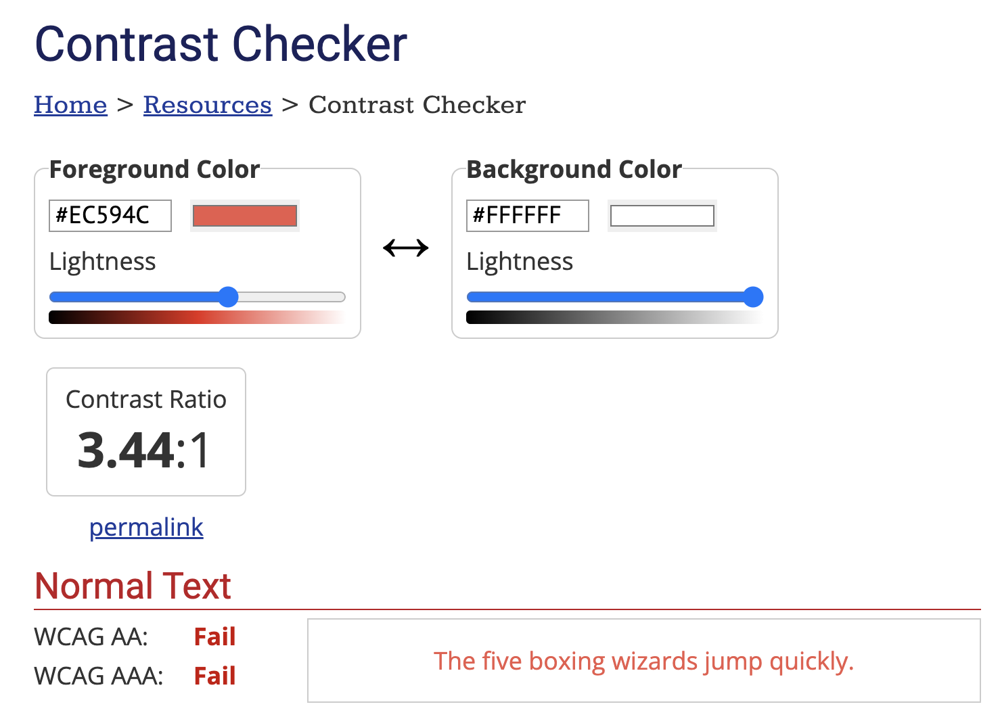 Contrast Checker
Home > Resources > Contrast Checker
Foreground Color
#EC594C
Lightness
Background Color
#FFFFFF
Lightness
Contrast Ratio
3.44:1
permalink
Normal Text
WCAG AA: Fail
WCAG AAA: Fail
The five boxing wizards jump quickly.